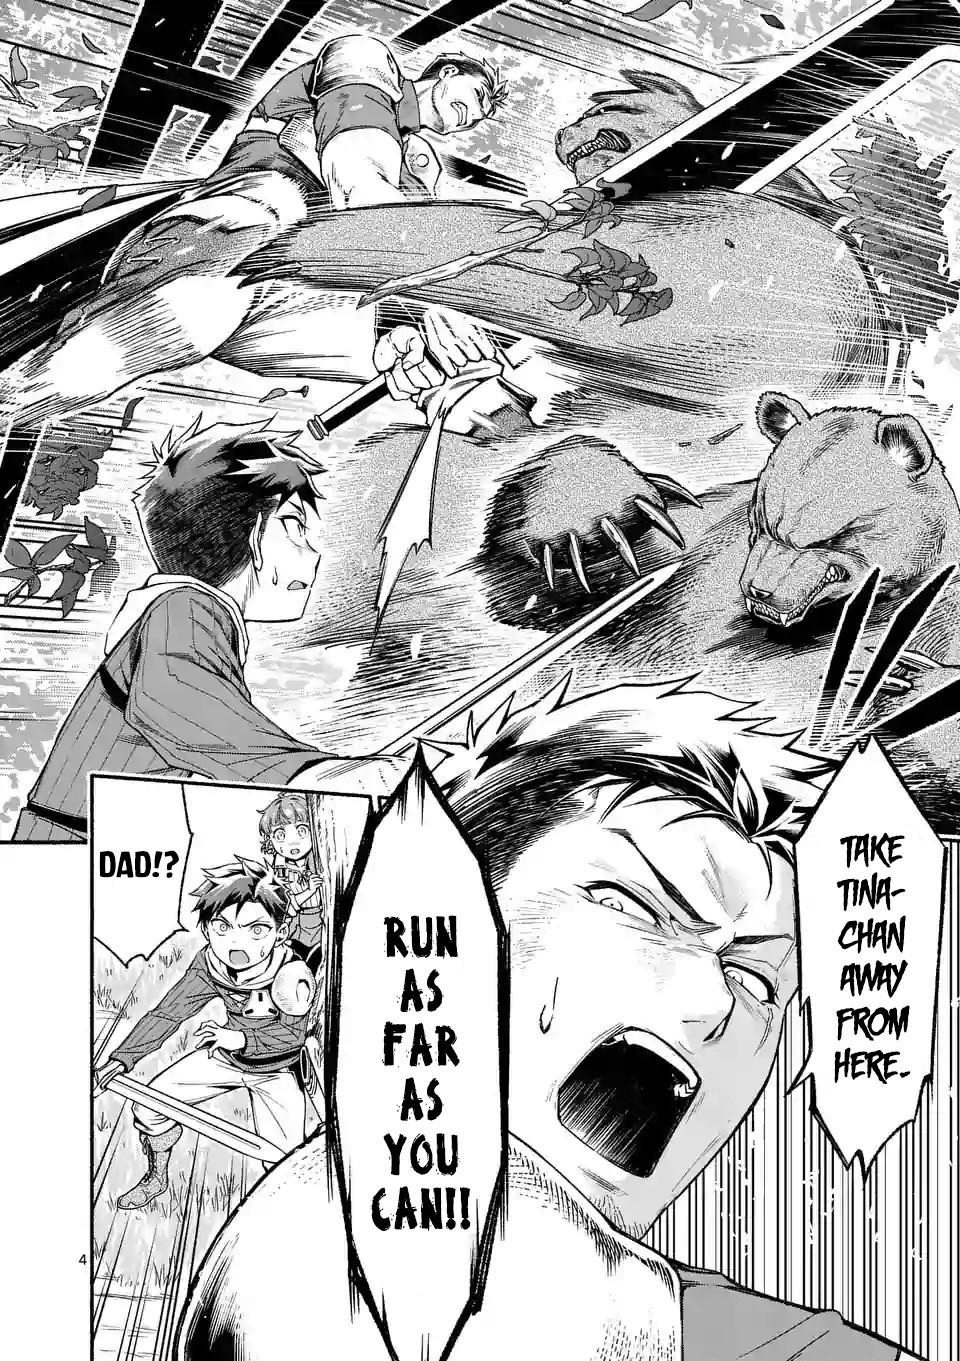 TAKE
TINA-
CHAN
AWAY
FROM
HERE.
RUN
AS
FAR
AS
YOU
CAN!!
DAD!?
4